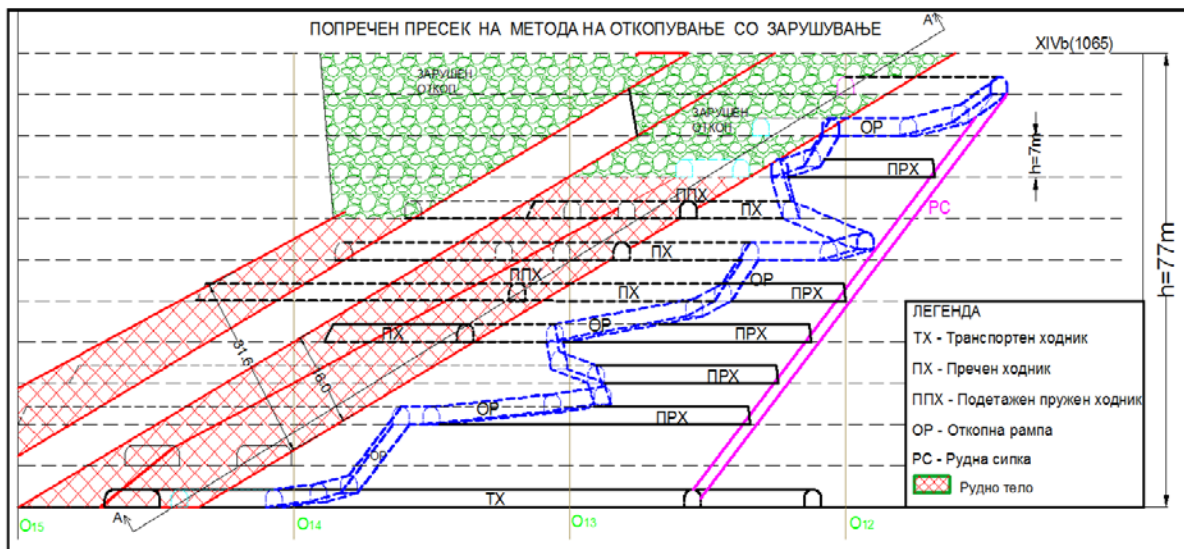 ПОПРЕЧЕН ПРЕСЕК НА МЕТОДА НА ОТКОПУВАЊЕ СО ЗАРУШУВАЊЕ
A'
XIVb(1065)
ЗАРУШЕН
ОТКОП
ЗАРУШЕН
ОТКОП
ОР
h=7m
ПРХ
ППХ
ПХ
РС
ПХ
h=77m
ППХ
ОР
ПХ
ПРХ
ОР
ПХ
ПРХ
31.6
18.0
ПРХ
ОР
ПРХ
ОР
ТХ
A
O15
O14
O13
O12
ЛЕГЕНДА
ТХ - Транспортен ходник
ПХ - Пречен ходник
ППХ - Подетажен пружен ходник
ОР - Откопна рампа
РС - Рудна сипка
Рудно тело